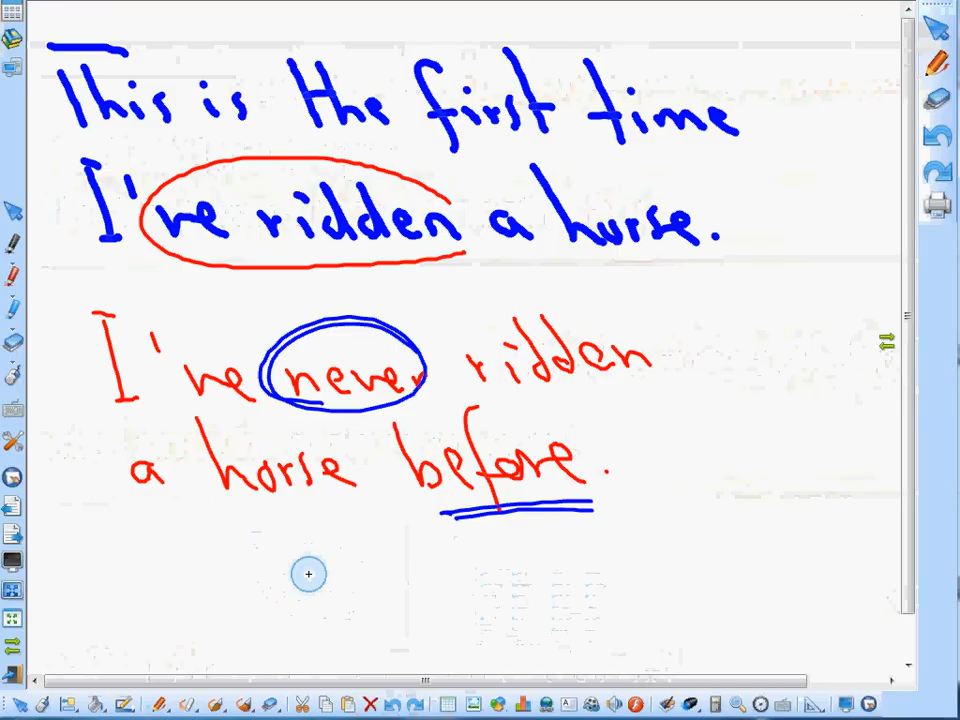 This is the first time
I've ridden a horse.
I've never ridden
a horse before.